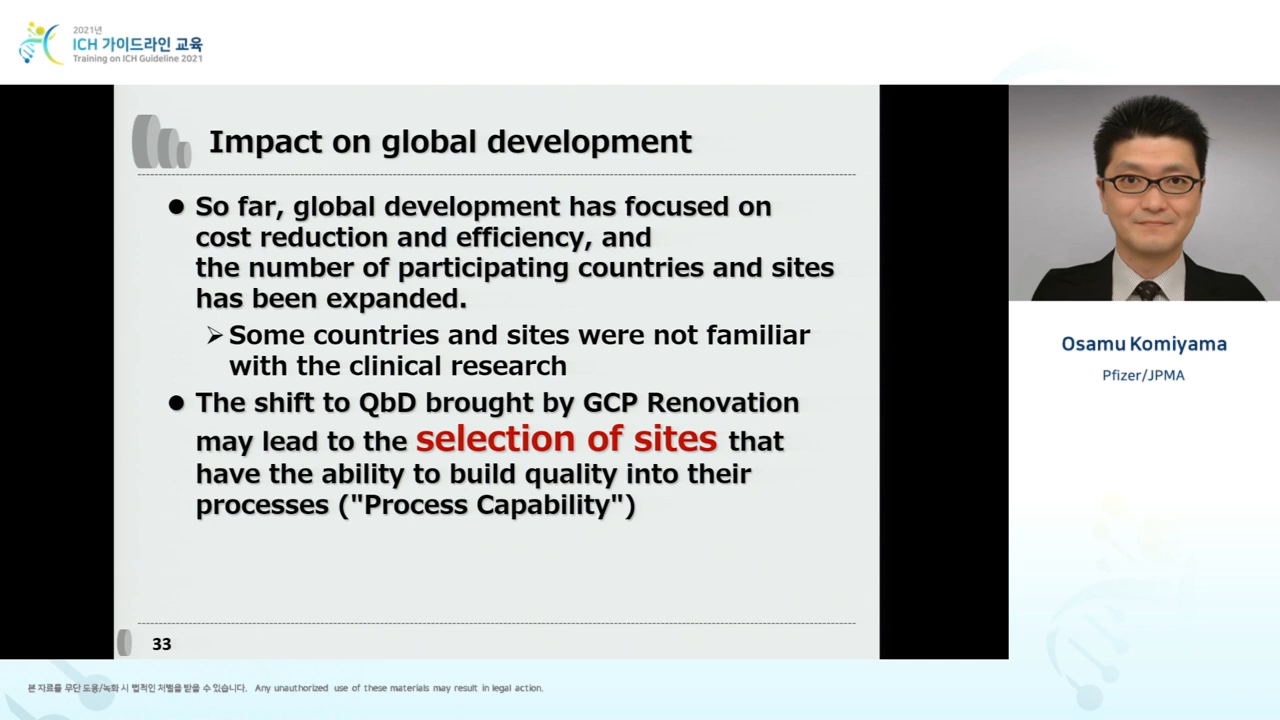 2021년
ICH 가이드라인 교육
Training on ICH Guideline 2021
Impact on global development
● So far, global development has focused on
cost reduction and efficiency, and
the number of participating countries and sites
has been expanded.
➢ Some countries and sites were not familiar
with the clinical research
● The shift to QbD brought by GCP Renovation
may lead to the selection of sites that
have the ability to build quality into their
processes ("Process Capability")
33
Osamu Komiyama
Pfizer/JPMA
본 자료를 무단 도용/녹화 시 법적인 처벌을 받을 수 있습니다. Any unauthorized use of these materials may result in legal action.